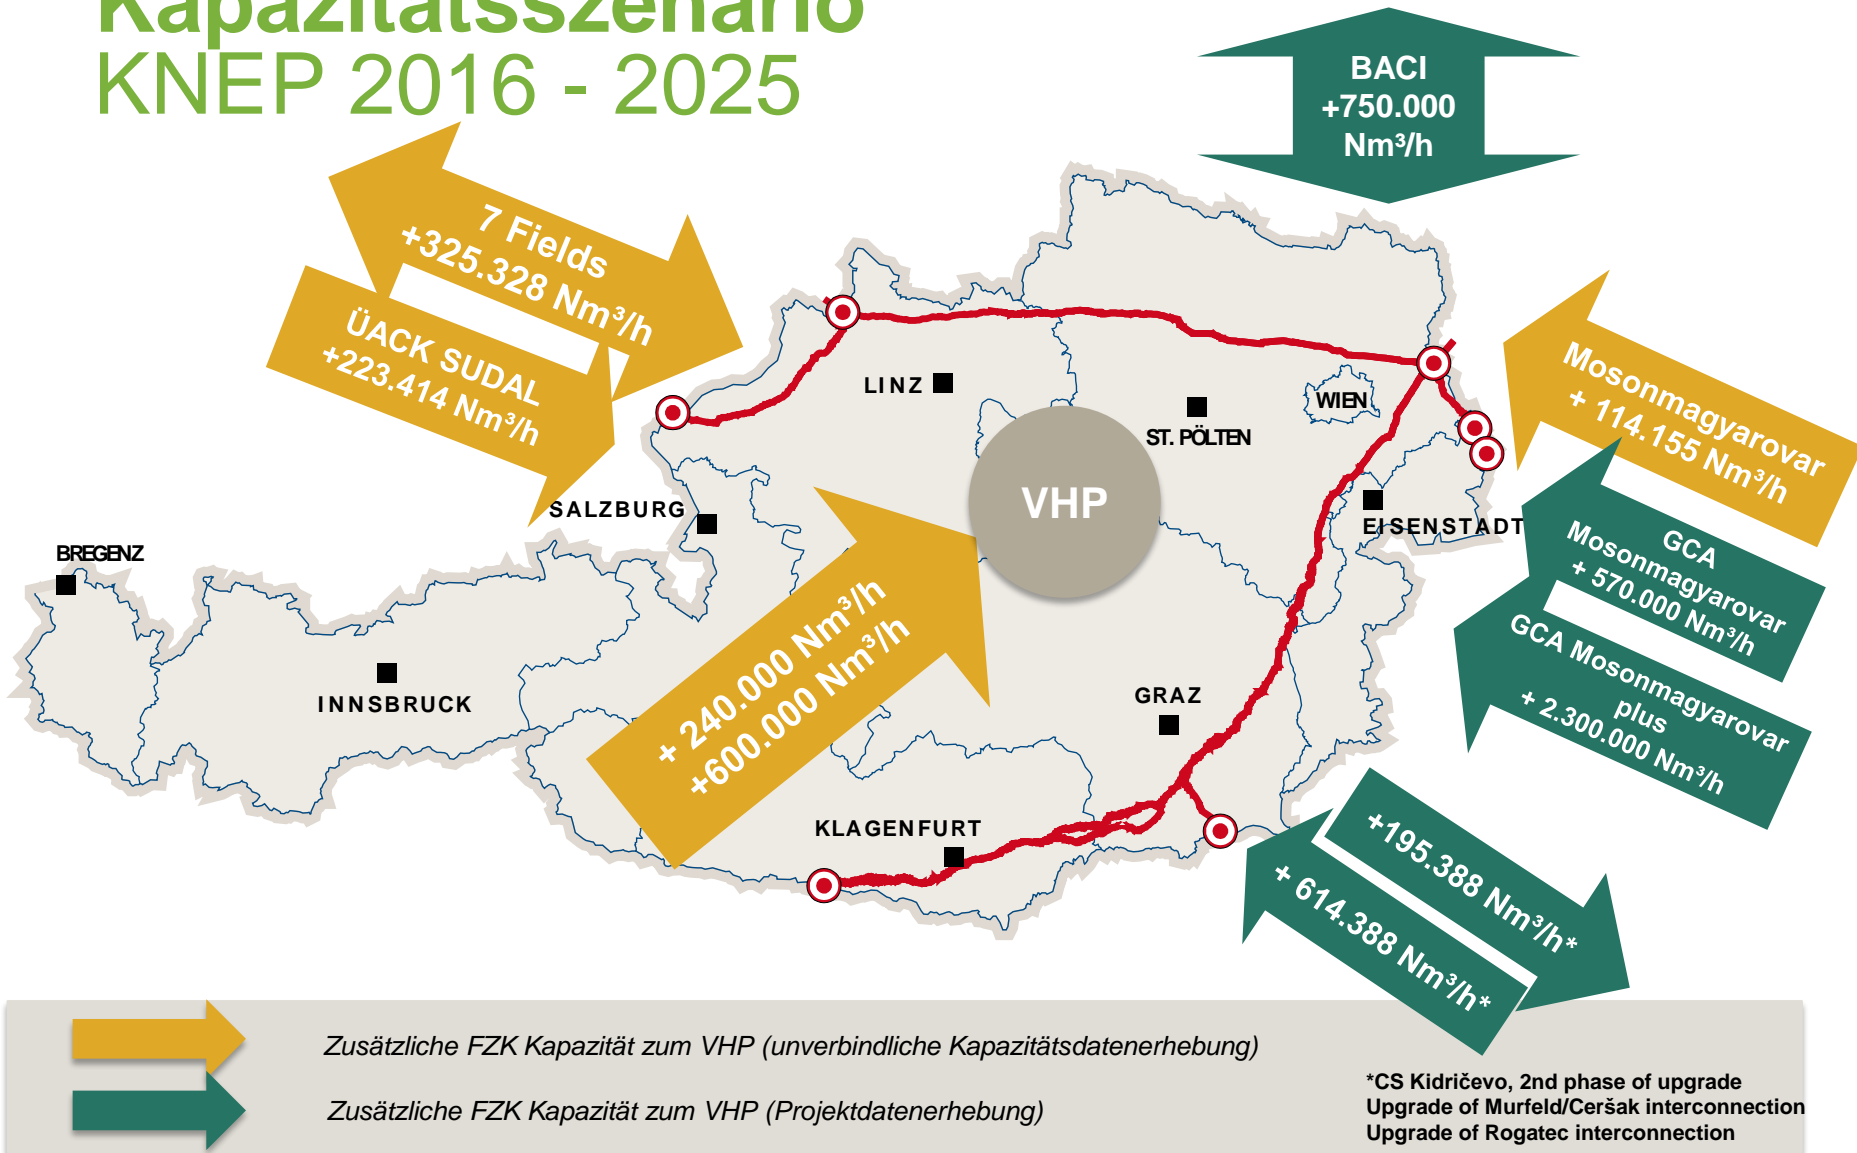 Kapazitätsszenario
KNEP 2016 - 2025
BACI
+750.000
Nm³/h
7 Fields
+325.328 Nm³/h
ÜACK SUDAL
+223.414 Nm³/h
Mosonmagyarovar
+ 114.155 Nm³/h
GCA
Mosonmagyarovar
+ 570.000 Nm³/h
GCA Mosonmagyarovar
plus
+ 2.300.000 Nm³/h
+195.388 Nm³/h*
+ 614.388 Nm³/h*
+ 240.000 Nm³/h
+600.000 Nm³/h
VHP
LINZ
WIEN
ST. PÖLTEN
EISENSTADT
SALZBURG
BREGENZ
INNSBRUCK
GRAZ
KLAGENFURT
Zusätzliche FZK Kapazität zum VHP (unverbindliche Kapazitätsdatenerhebung)
Zusätzliche FZK Kapazität zum VHP (Projektdatenerhebung)
*CS Kidričevo, 2nd phase of upgrade
Upgrade of Murfeld/Ceršak interconnection
Upgrade of Rogatec interconnection